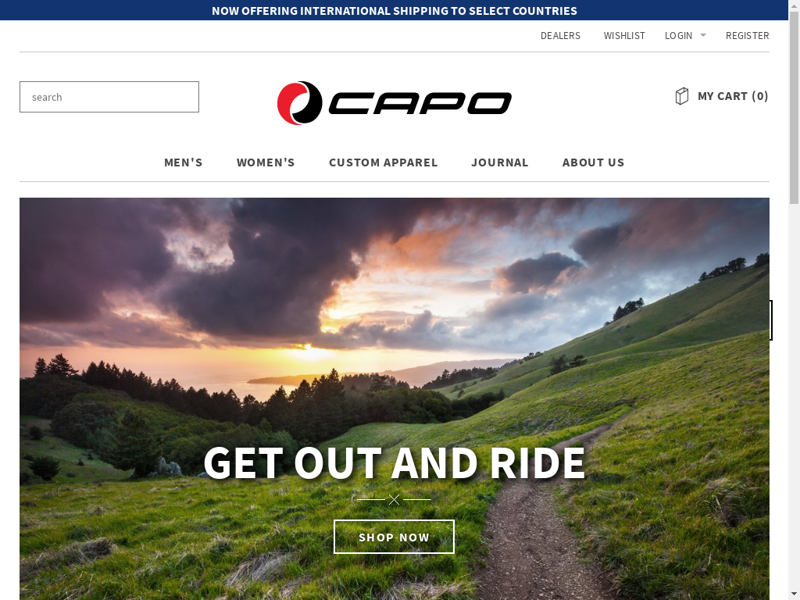 NOW OFFERING INTERNATIONAL SHIPPING TO SELECT COUNTRIES
DEALERS WISHLIST LOGIN REGISTER
search
CAPO
MY CART (0)
MEN'S WOMEN'S CUSTOM APPAREL JOURNAL ABOUT US
GET OUT AND RIDE
SHOP NOW